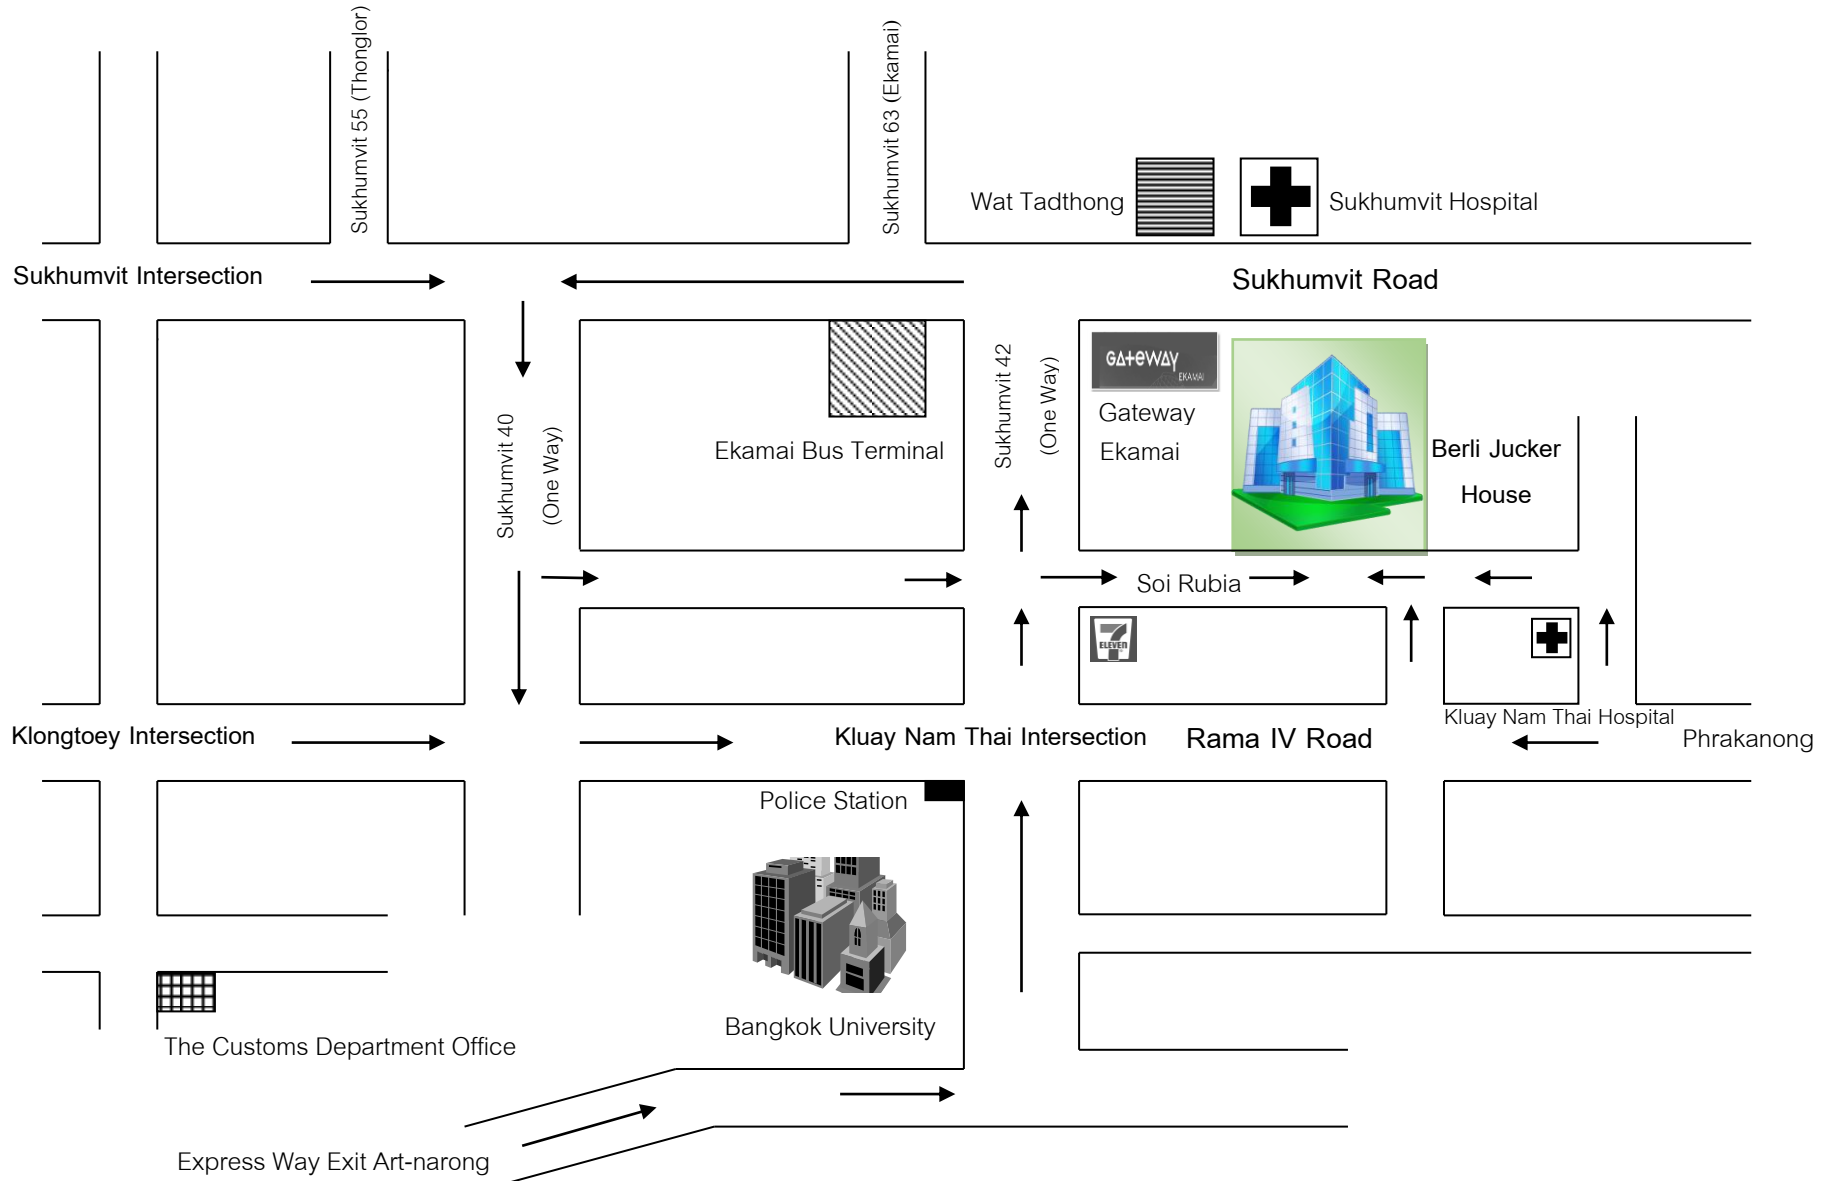 Sukhumvit 55 (Thonglor)
Sukhumvit 63 (Ekamai)
Wat Tadthong
Sukhumvit Hospital
Sukhumvit Intersection
Sukhumvit Road
Sukhumvit 40
(One Way)
Ekamai Bus Terminal
Sukhumvit 42
(One Way)
GATEWAY
EKAMAI
Gateway
Ekamai
Berli Jucker
House
Soi Rubia
7
ELEVEn
Klongtoey Intersection
Kluay Nam Thai Intersection
Rama IV Road
Kluay Nam Thai Hospital
Phrakanong
Police Station
Bangkok University
The Customs Department Office
Express Way Exit Art-narong